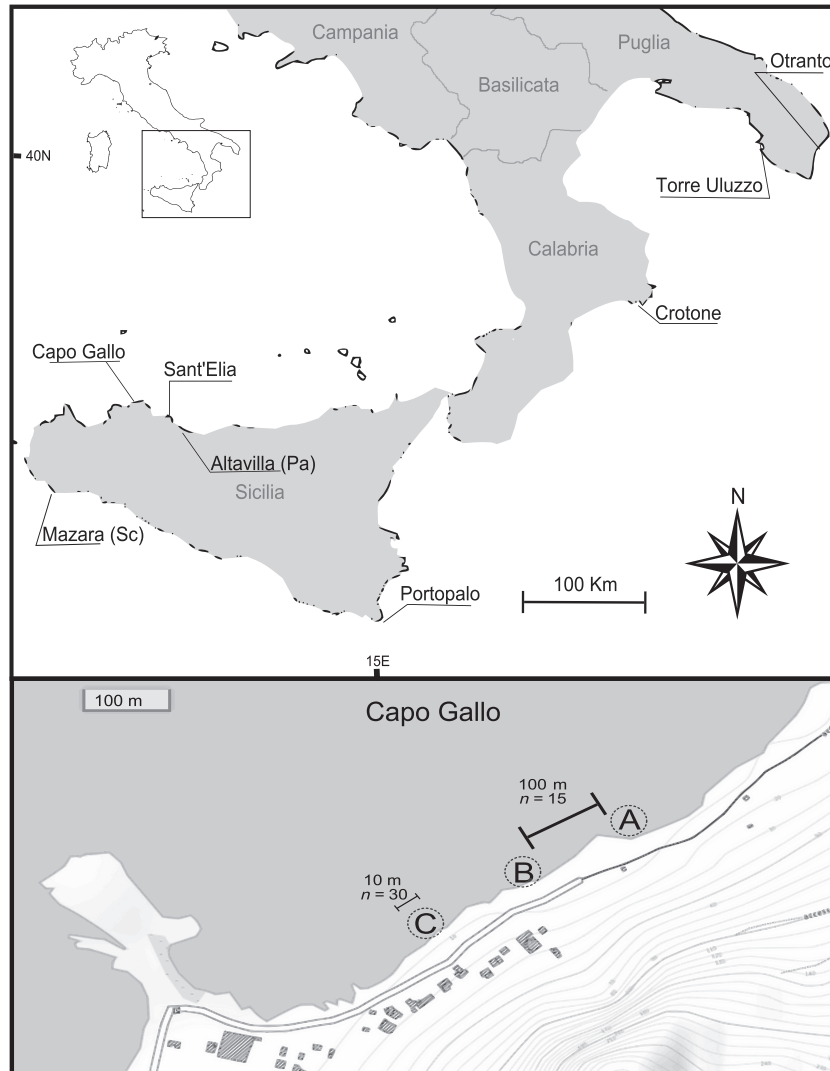 Campania
Puglia
Otranto
Basilicata
40N
Torre Uluzzo
Calabria
Crotone
Capo Gallo
Sant'Elia
Altavilla (Pa)
Sicilia
N
Mazara (Sc)
100 Km
Portopalo
15E
100 m
Capo Gallo
100 m
n = 15
A
B
10 m
n = 30
C